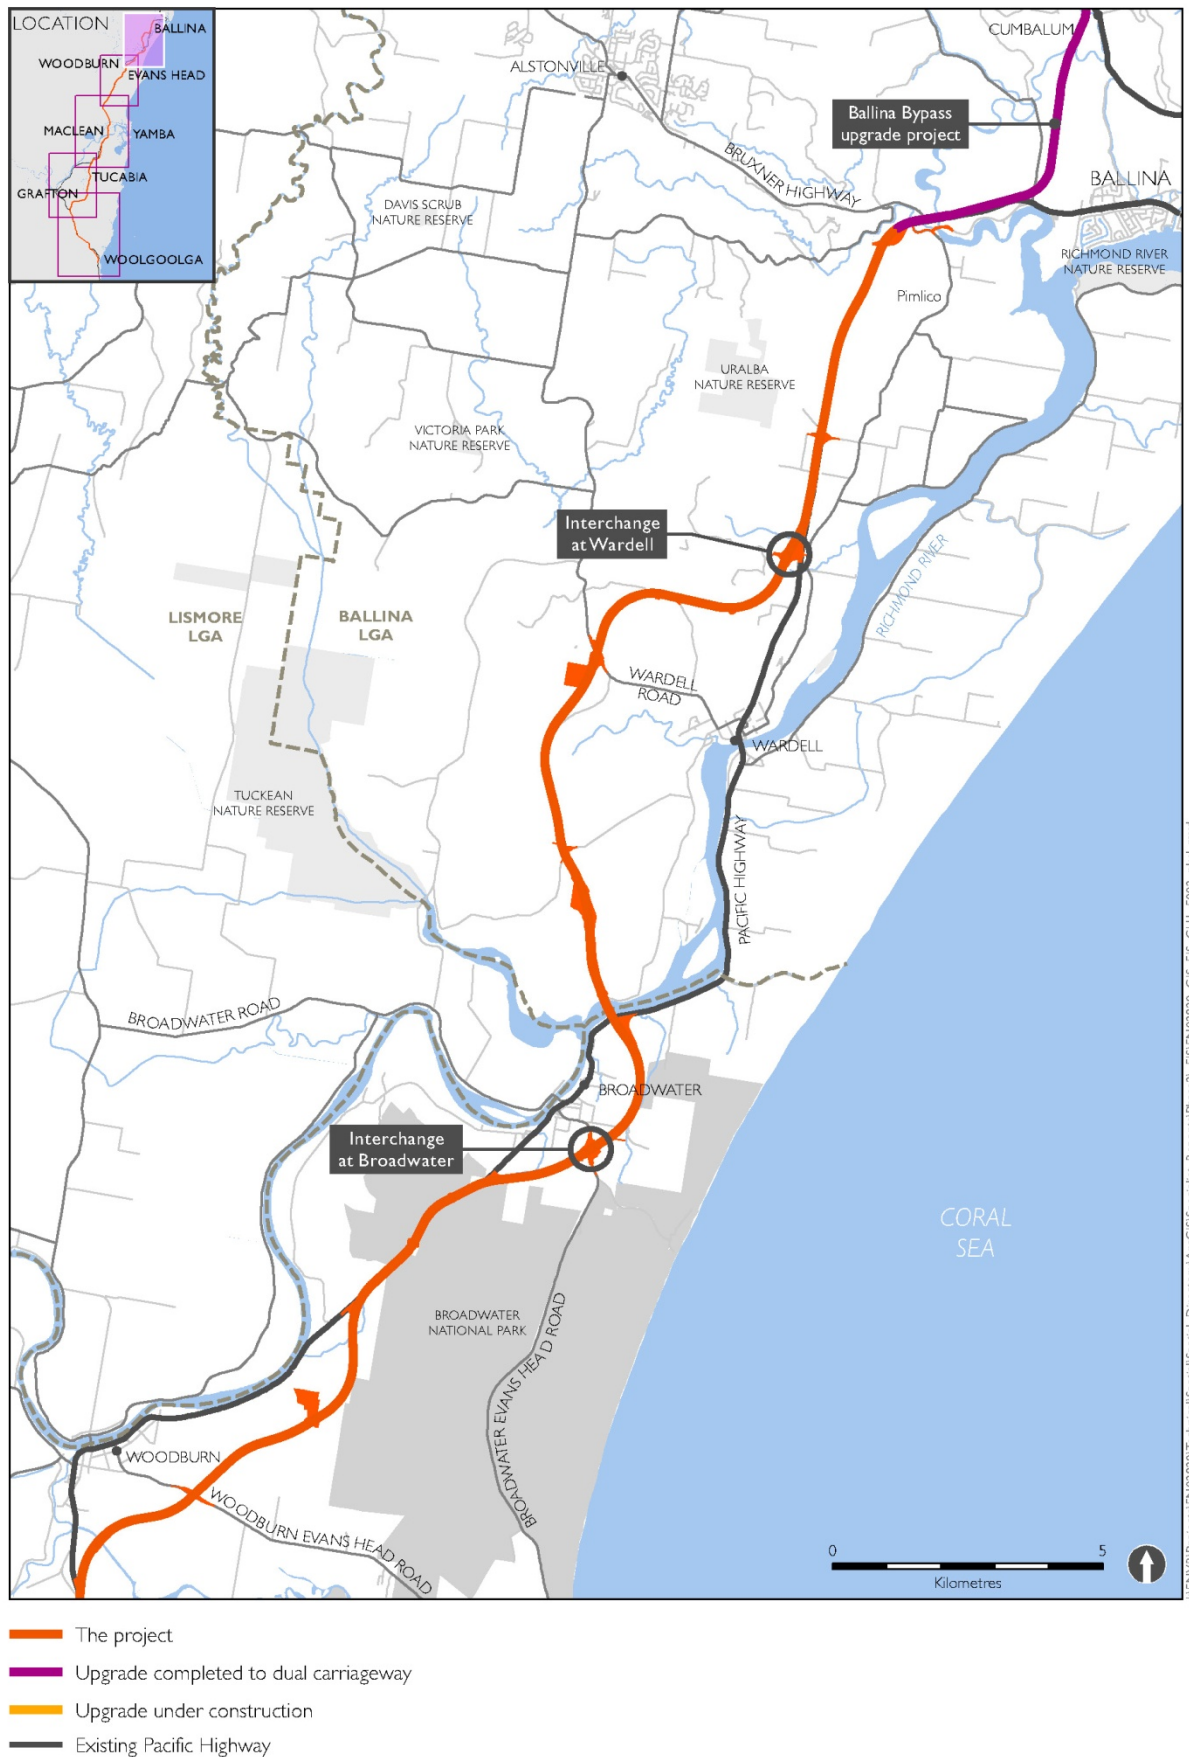 LOCATION
BALLINA
WOODBURN
EVANS HEAD
MACLEAN
YAMBA
TUCABIA
GRAFTON
WOOLGOOLGA
CUMBALUM
ALSTONVILLE
Ballina Bypass
upgrade project
BRUXNER HIGHWAY
BALLINA
DAVIS SCRUB
NATURE RESERVE
RICHMOND RIVER
NATURE RESERVE
Pimlico
URALBA
NATURE RESERVE
VICTORIA PARK
NATURE RESERVE
Interchange
at Wardell
RICHMOND RIVER
LISMORE
LGA
BALLINA
LGA
WARDELL
ROAD
WARDELL
TUCKEAN
NATURE RESERVE
PACIFIC HIGHWAY
BROADWATER ROAD
BROADWATER
Interchange
at Broadwater
CORAL
SEA
BROADWATER
NATIONAL PARK
BROADWATER EVANS HEAD ROAD
WOODBURN
WOODBURN EVANS HEAD ROAD
0 5
Kilometres
The project
Upgrade completed to dual carriageway
Upgrade under construction
Existing Pacific Highway